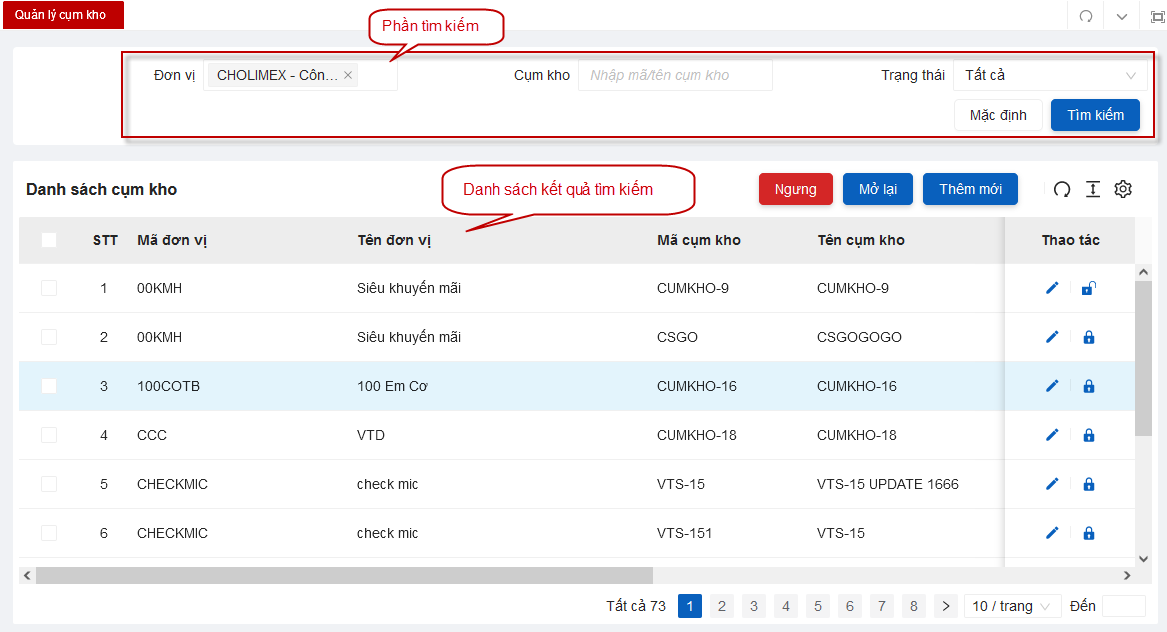 Quản lý cụm kho
Phần tìm kiếm
Đơn vị CHOLIMEX - Côn... × Cụm kho Nhập mã/tên cụm kho Trạng thái Tất cả
Mặc định Tìm kiếm
Danh sách cụm kho Danh sách kết quả tìm kiếm Ngưng Mở lại Thêm mới
STT Mã đơn vị Tên đơn vị Mã cụm kho Tên cụm kho Thao tác
1 00KMH Siêu khuyến mãi CUMKHO-9 CUMKHO-9
2 00KMH Siêu khuyến mãi CSGO CSGOGOGO
3 100COTB 100 Em Cơ CUMKHO-16 CUMKHO-16
4 CCC VTD CUMKHO-18 CUMKHO-18
5 CHECKMIC check mic VTS-15 VTS-15 UPDATE 1666
6 CHECKMIC check mic VTS-151 VTS-15
Tất cả 73 1 2 3 4 5 6 7 8 > 10 / trang Đến